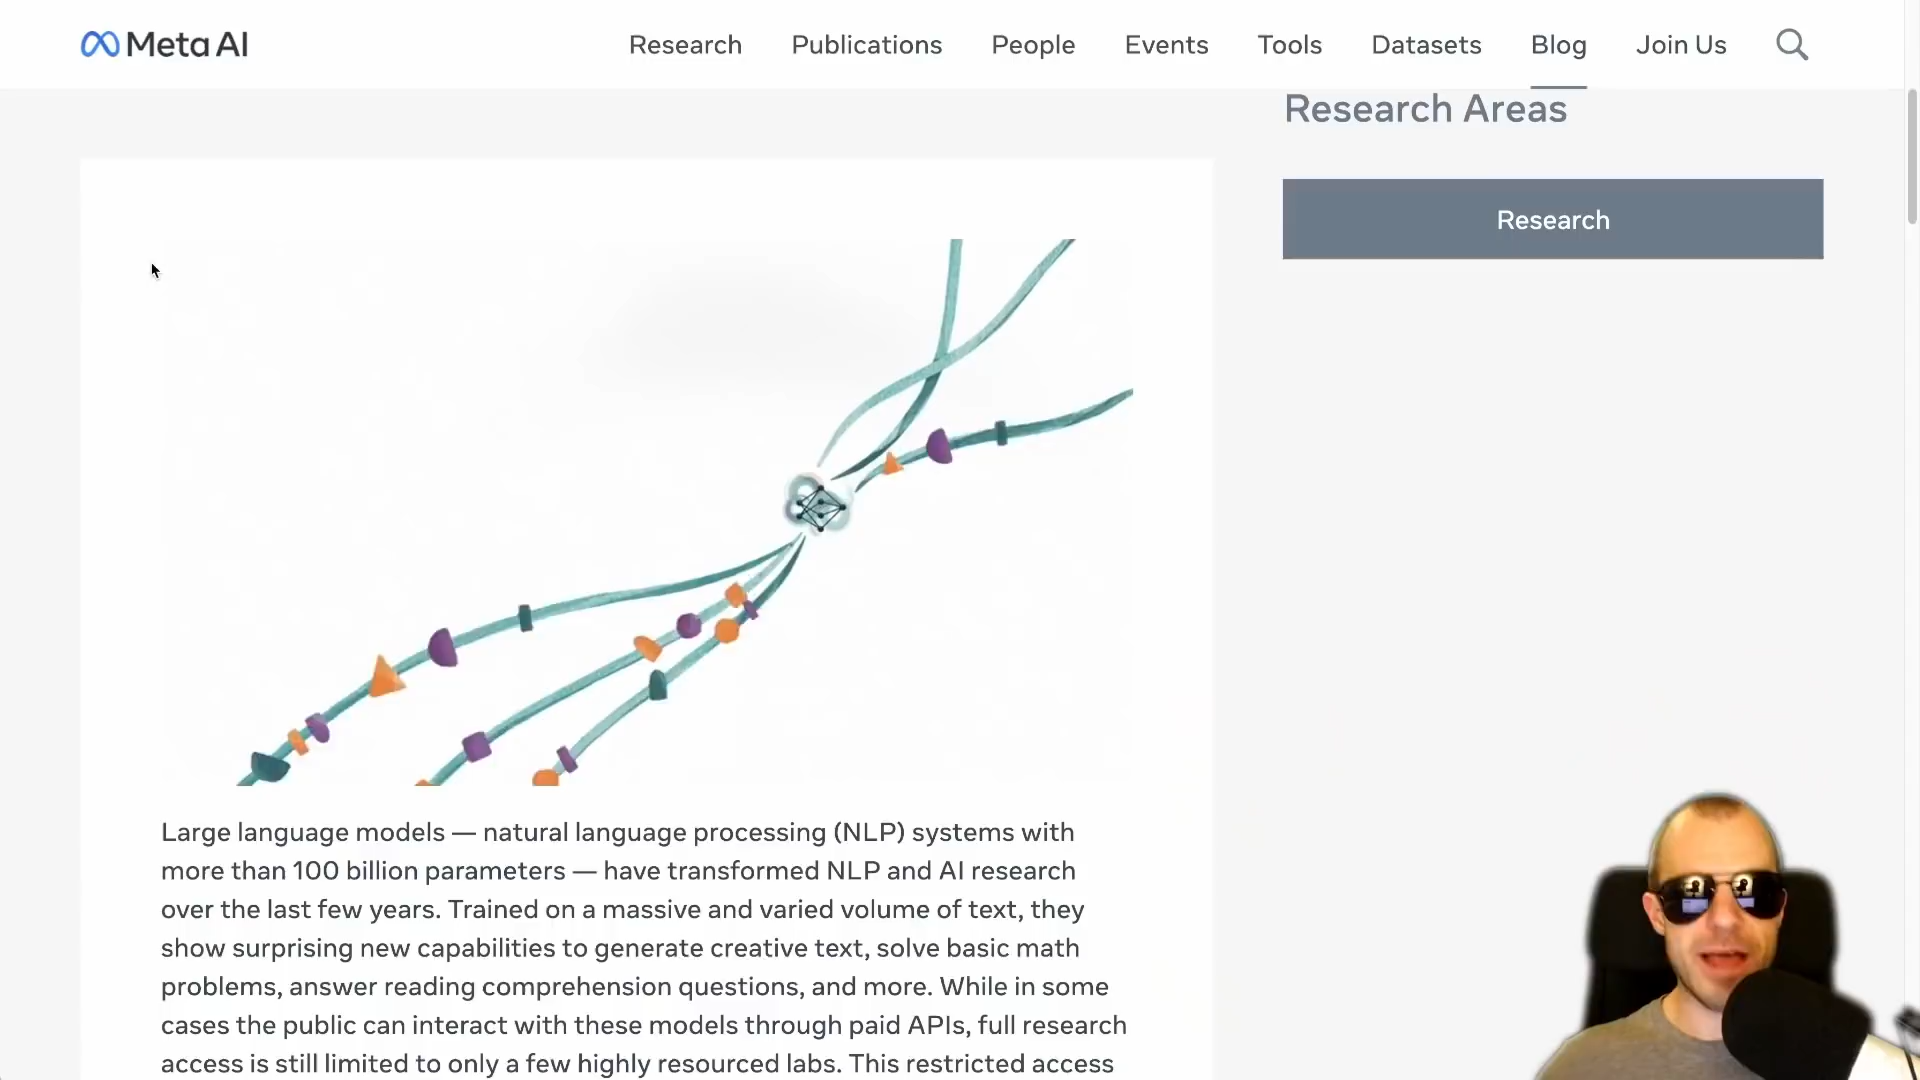 Meta AI
Research Publications People Events Tools Datasets Blog Join Us
Research Areas
Research
Large language models — natural language processing (NLP) systems with
more than 100 billion parameters — have transformed NLP and AI research
over the last few years. Trained on a massive and varied volume of text, they
show surprising new capabilities to generate creative text, solve basic math
problems, answer reading comprehension questions, and more. While in some
cases the public can interact with these models through paid APIs, full research
access is still limited to only a few highly resourced labs. This restricted access